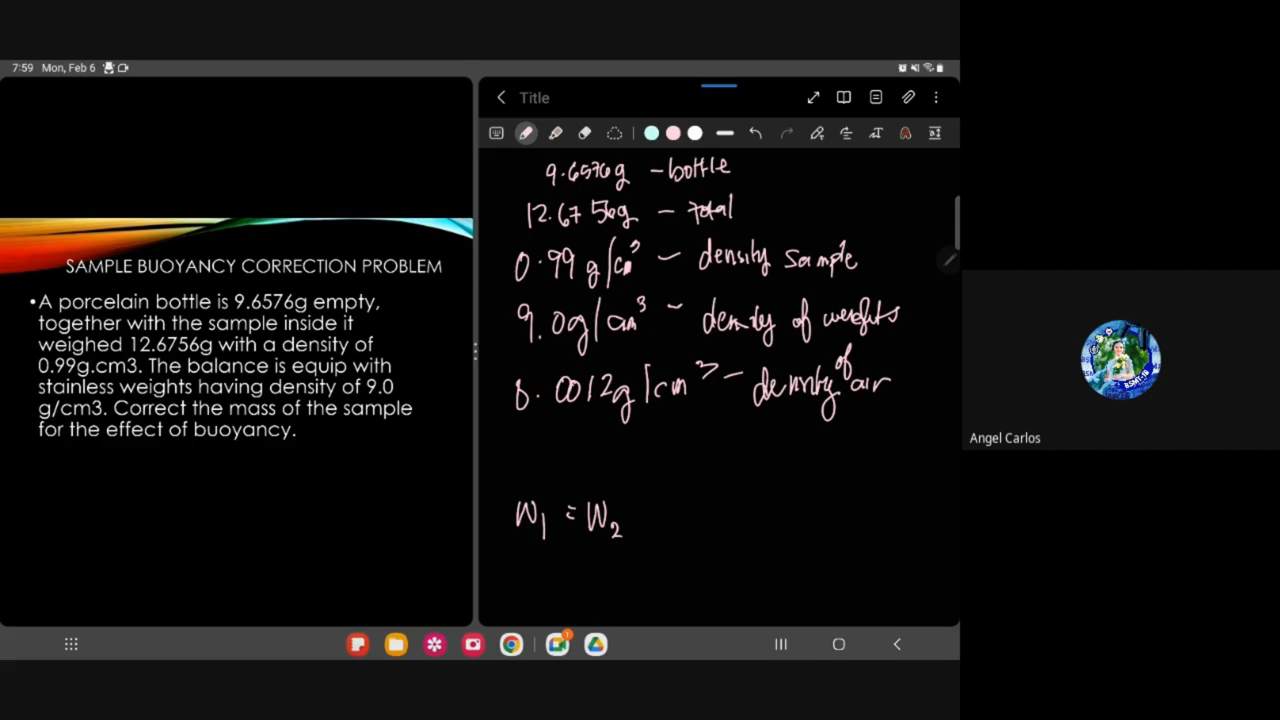 7:59 Mon, Feb 6
Title
SAMPLE BUOYANCY CORRECTION PROBLEM
•A porcelain bottle is 9.6576g empty,
together with the sample inside it
weighed 12.6756g with a density of
0.99g.cm3. The balance is equip with
stainless weights having density of 9.0
g/cm3. Correct the mass of the sample
for the effect of buoyancy.
9.6576g - bottle
12.6756g - total
0.99 g/cm³ - density sample
9.0g/cm³ - density of weights
0.0012g/cm³ - density of air
W₁ = W₂
Angel Carlos
BSMT-1B